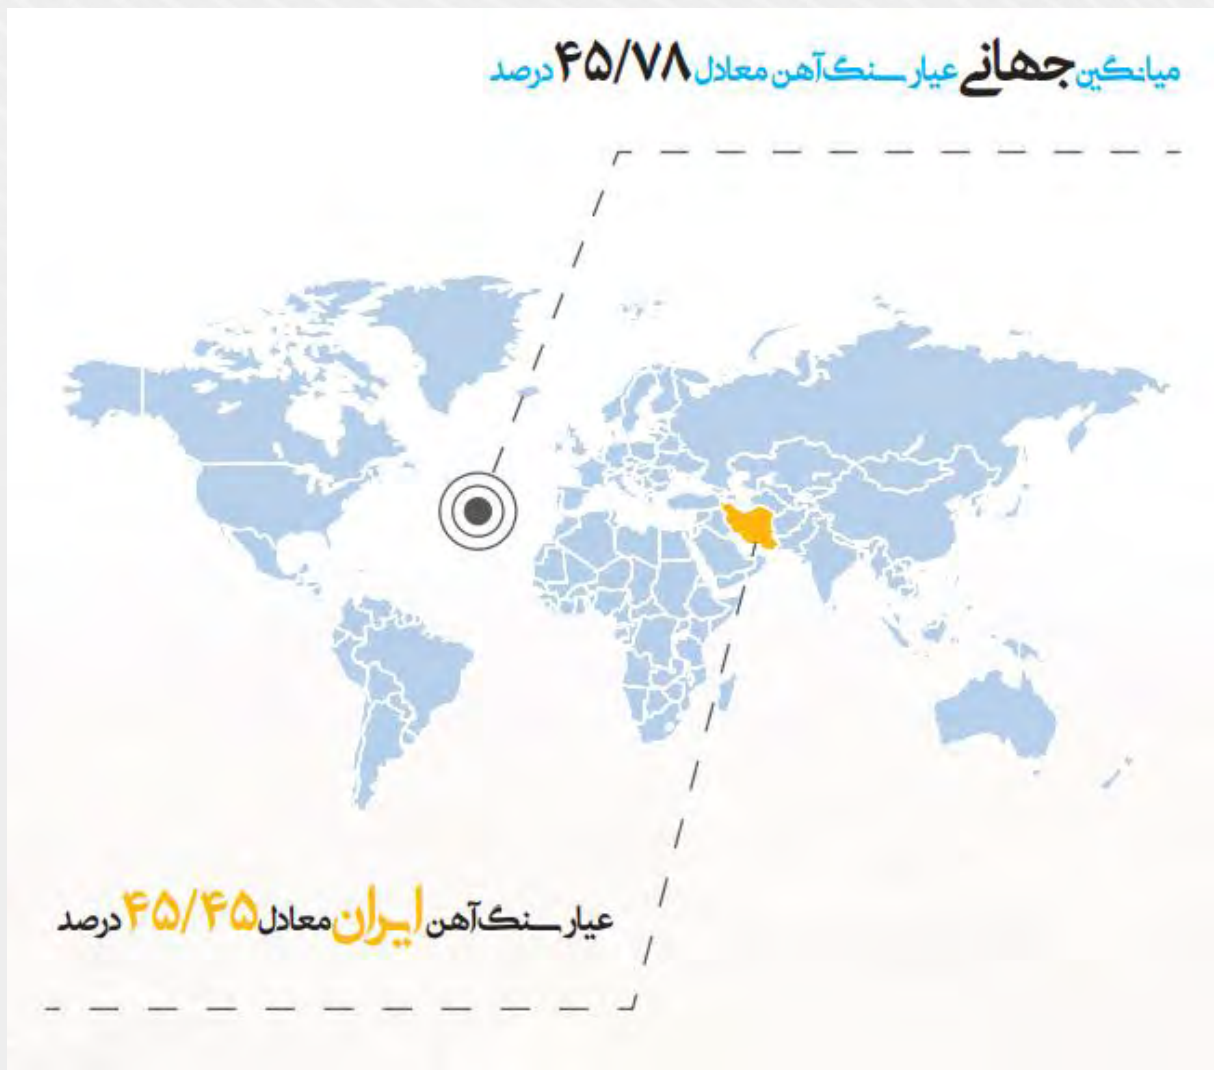 میانگین جهانی عیار سنگ‌آهن معادل ۴۵/۷۸ درصد
عیار سنگ‌آهن ایران معادل ۴۵/۴۵ درصد